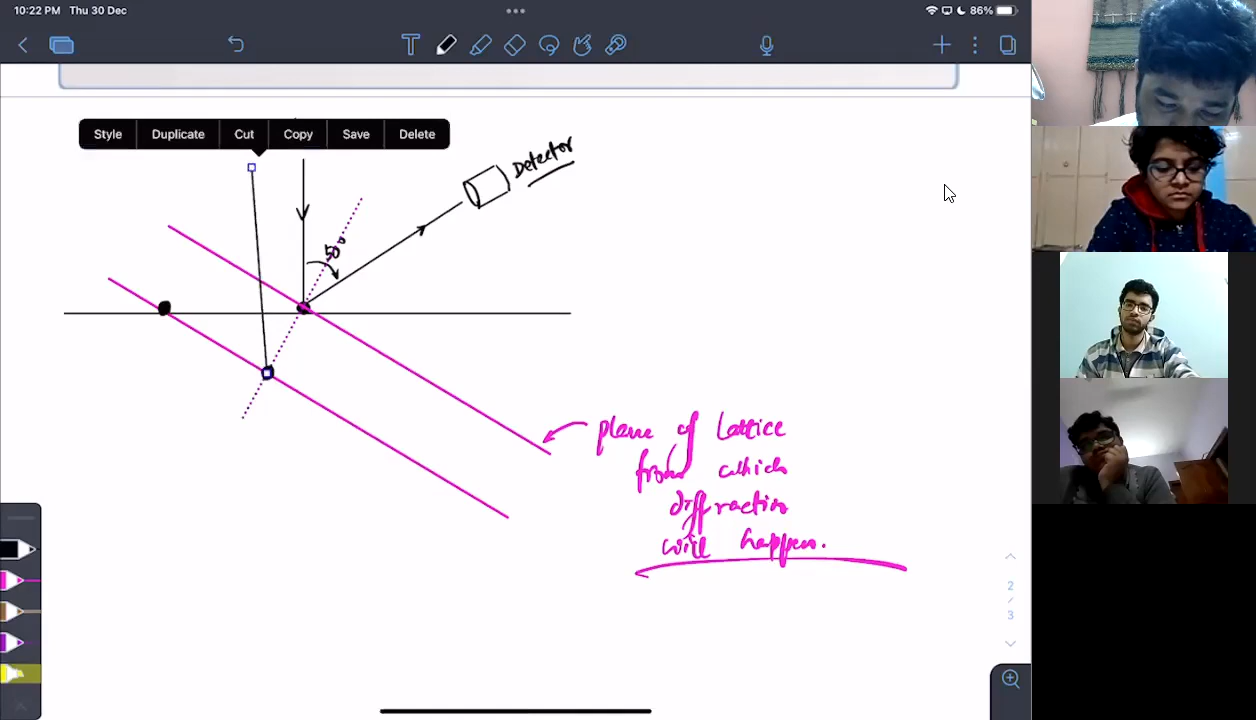 10:22 PM Thu 30 Dec
86%
T
Style Duplicate Cut Copy Save Delete
Detector
50°
plane of lattice
from which
diffraction
will happen.
2
3